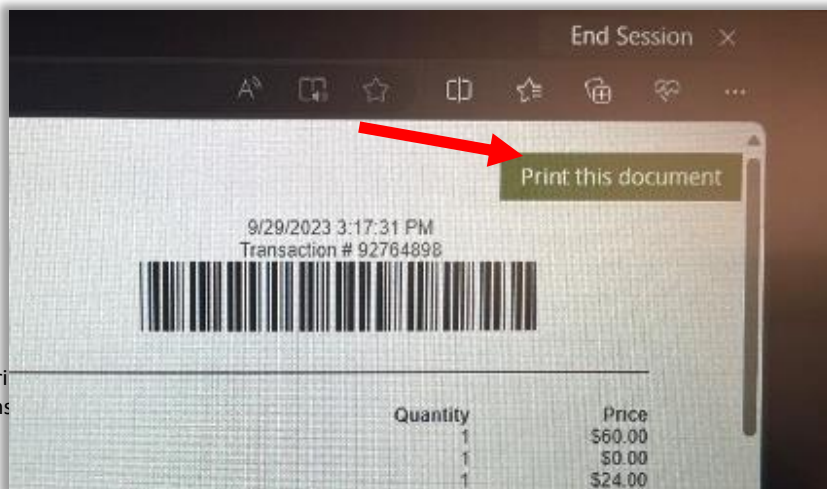 End Session
Print this document
9/29/2023 3:17:31 PM
Transaction # 92764898
Quantity Price
1 $60.00
1 $0.00
1 $24.00